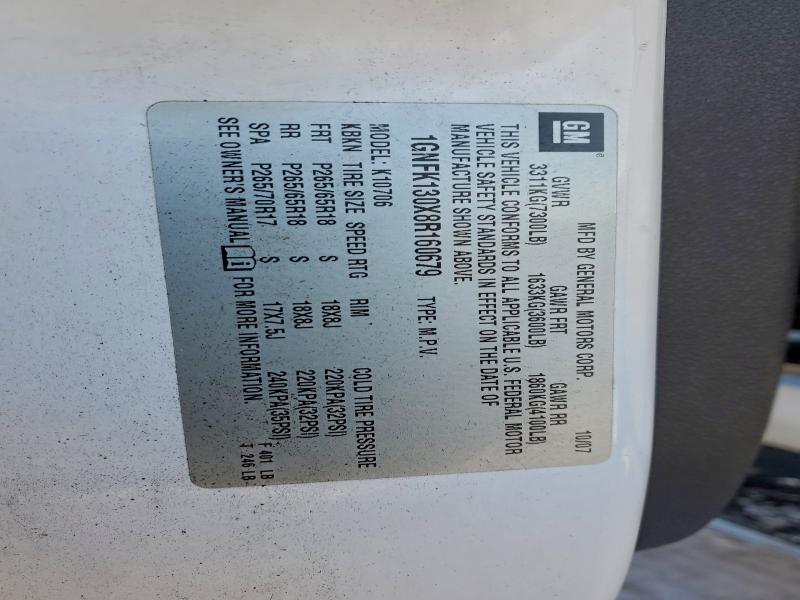 GM ®
MFD BY GENERAL MOTORS CORP. 10/07
GVWR GAWR FRT GAWR RR
3311KG(7300LB) 1633KG(3600LB) 1860KG(4100LB)
THIS VEHICLE CONFORMS TO ALL APPLICABLE U.S. FEDERAL MOTOR
VEHICLE SAFETY STANDARDS IN EFFECT ON THE DATE OF
MANUFACTURE SHOWN ABOVE.
1GNFK130X8R160679 TYPE: M.P.V.
MODEL: K10706
KBKN TIRE SIZE SPEED RTG RIM COLD TIRE PRESSURE
FRT P265/65R18 S 18X8J 220KPA(32PSI)
RR P265/65R18 S 18X8J 220KPA(32PSI)
SPA P265/70R17 17X7.5J 240KPA(35PSI)
SEE OWNER'S MANUAL FOR MORE INFORMATION
F 401 LB
T 246 LB